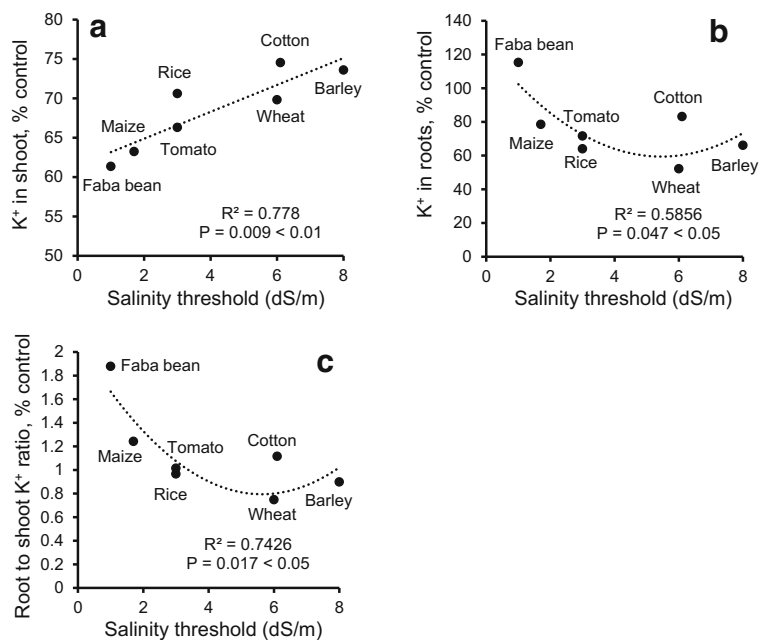 a
K⁺ in shoot, % control
80
75
70
65
60
55
50
Cotton
Rice
Barley
Maize
Wheat
Tomato
Faba bean
R² = 0.778
P = 0.009 < 0.01
0 2 4 6 8
Salinity threshold (dS/m)
b
K⁺ in roots, % control
140
120
100
80
60
40
20
0
Faba bean
Cotton
Tomato
Maize
Rice
Barley
Wheat
R² = 0.5856
P = 0.047 < 0.05
0 2 4 6 8
Salinity threshold (dS/m)
c
Root to shoot K⁺ ratio, % control
2
1.8
1.6
1.4
1.2
1
0.8
0.6
0.4
0.2
0
Faba bean
Tomato
Cotton
Maize
Rice
Barley
Wheat
R² = 0.7426
P = 0.017 < 0.05
0 2 4 6 8
Salinity threshold (dS/m)